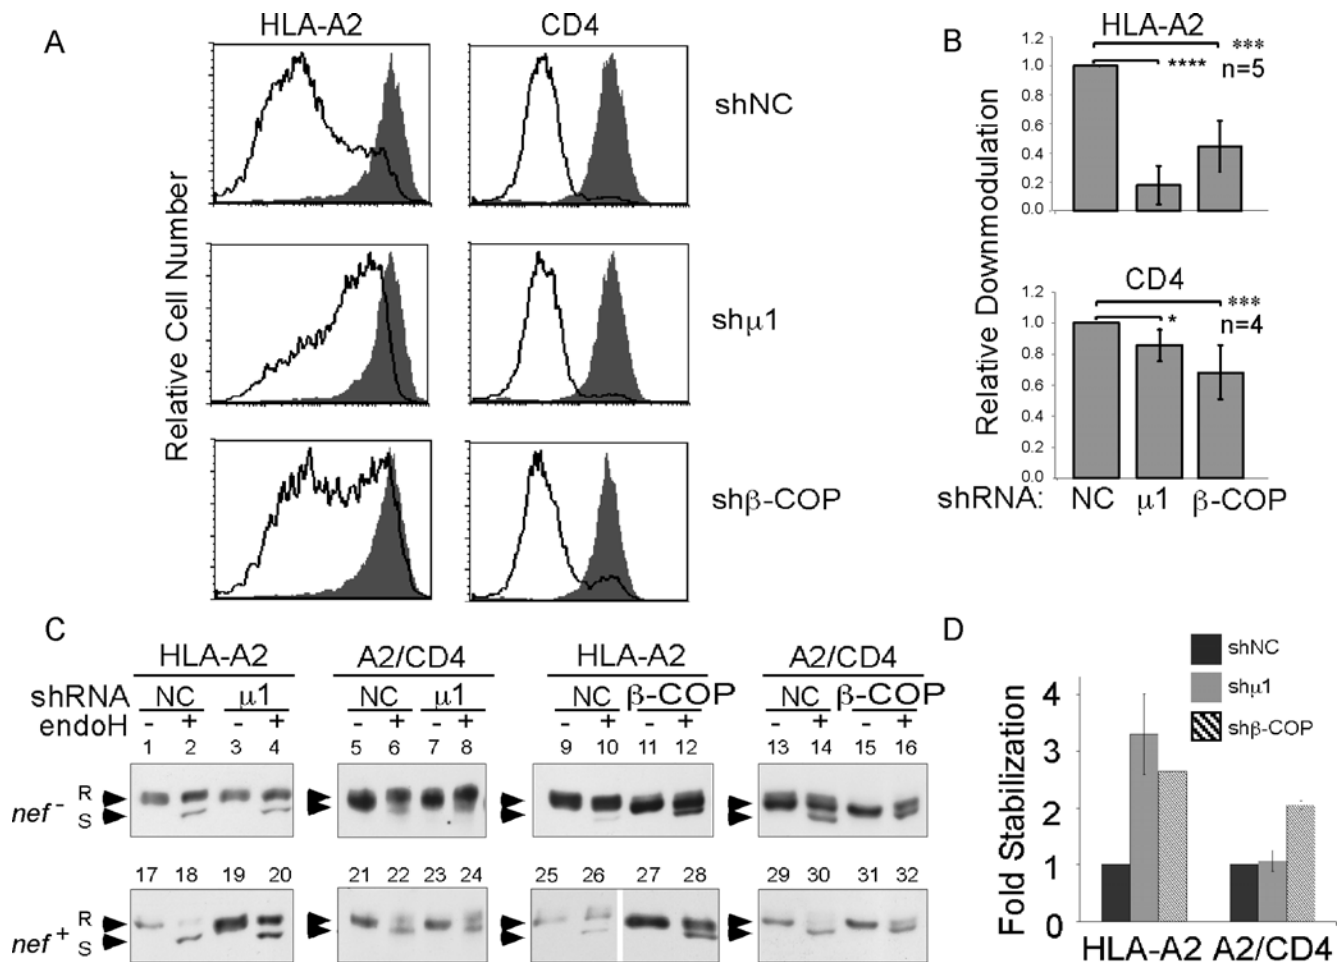 A
HLA-A2
CD4
Relative Cell Number
shNC
shμ1
shβ-COP
B
HLA-A2
Relative Downmodulation
1.2
1.0
0.8
0.6
0.4
0.2
0.0
****
***
n=5
CD4
1.2
1.0
0.8
0.6
0.4
0.2
0.0
*
***
n=4
shRNA: NC μ1 β-COP
C
HLA-A2 A2/CD4 HLA-A2 A2/CD4
shRNA NC μ1 NC μ1 NC β-COP NC β-COP
endoH - + - + - + - + - + - + - + - +
1 2 3 4 5 6 7 8 9 10 11 12 13 14 15 16
nef - R
S
17 18 19 20 21 22 23 24 25 26 27 28 29 30 31 32
nef + R
S
D
shNC
shμ1
shβ-COP
Fold Stabilization
4
3
2
1
0
HLA-A2 A2/CD4